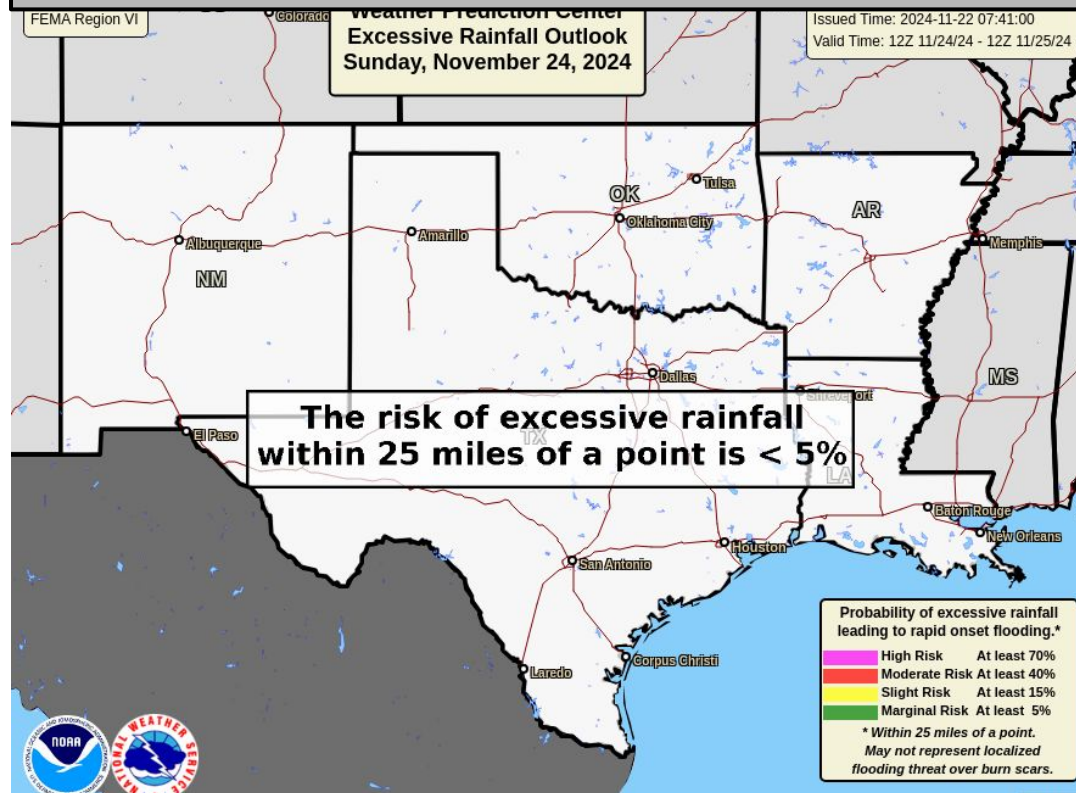 FEMA Region VI
Weather Prediction Center
Excessive Rainfall Outlook
Sunday, November 24, 2024
Issued Time: 2024-11-22 07:41:00
Valid Time: 12Z 11/24/24 - 12Z 11/25/24
Colorado
Tulsa
OK
Oklahoma City
AR
Albuquerque
Amarillo
Memphis
NM
Dallas
MS
Shreveport
The risk of excessive rainfall
within 25 miles of a point is < 5%
El Paso
TX
LA
Baton Rouge
New Orleans
Houston
San Antonio
Corpus Christi
Laredo
Probability of excessive rainfall
leading to rapid onset flooding.*
High Risk At least 70%
Moderate Risk At least 40%
Slight Risk At least 15%
Marginal Risk At least 5%
* Within 25 miles of a point.
May not represent localized
flooding threat over burn scars.
NOAA
NATIONAL WEATHER SERVICE